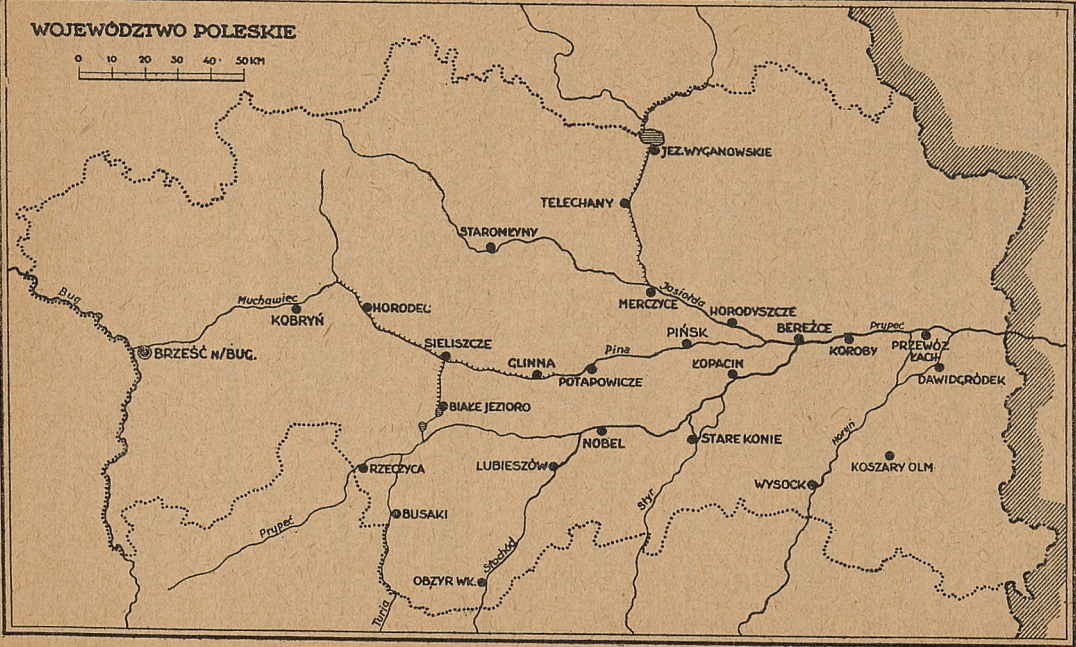 WOJEWÓDZTWO POLESKIE
0 10 20 30 40 50 KM
JEZ. WYGANOWSKIE
TELECHANY
STAROMŁYNY
Bug
Muchawiec
KOBRYŃ
HORODEC
MERCZYCE
Jasiołda
HORODYSZCZE
BRZEŚĆ N/BUG.
SIELISZCZE
GLINNA
Pina
POTAPOWICZE
PIŃSK
BEREŹCE
ŁOPACIN
KOROBY
Prypeć
PRZEWÓZ
ŁACH
DAWIDGRÓDEK
BIAŁE JEZIORO
NOBEL
STARE KONIE
Horyń
RZECZYCA
LUBIESZÓW
KOSZARY OLM
WYSOCK
Prypeć
BUSAKI
Styr
Stochód
OBZYR WK.
Turja